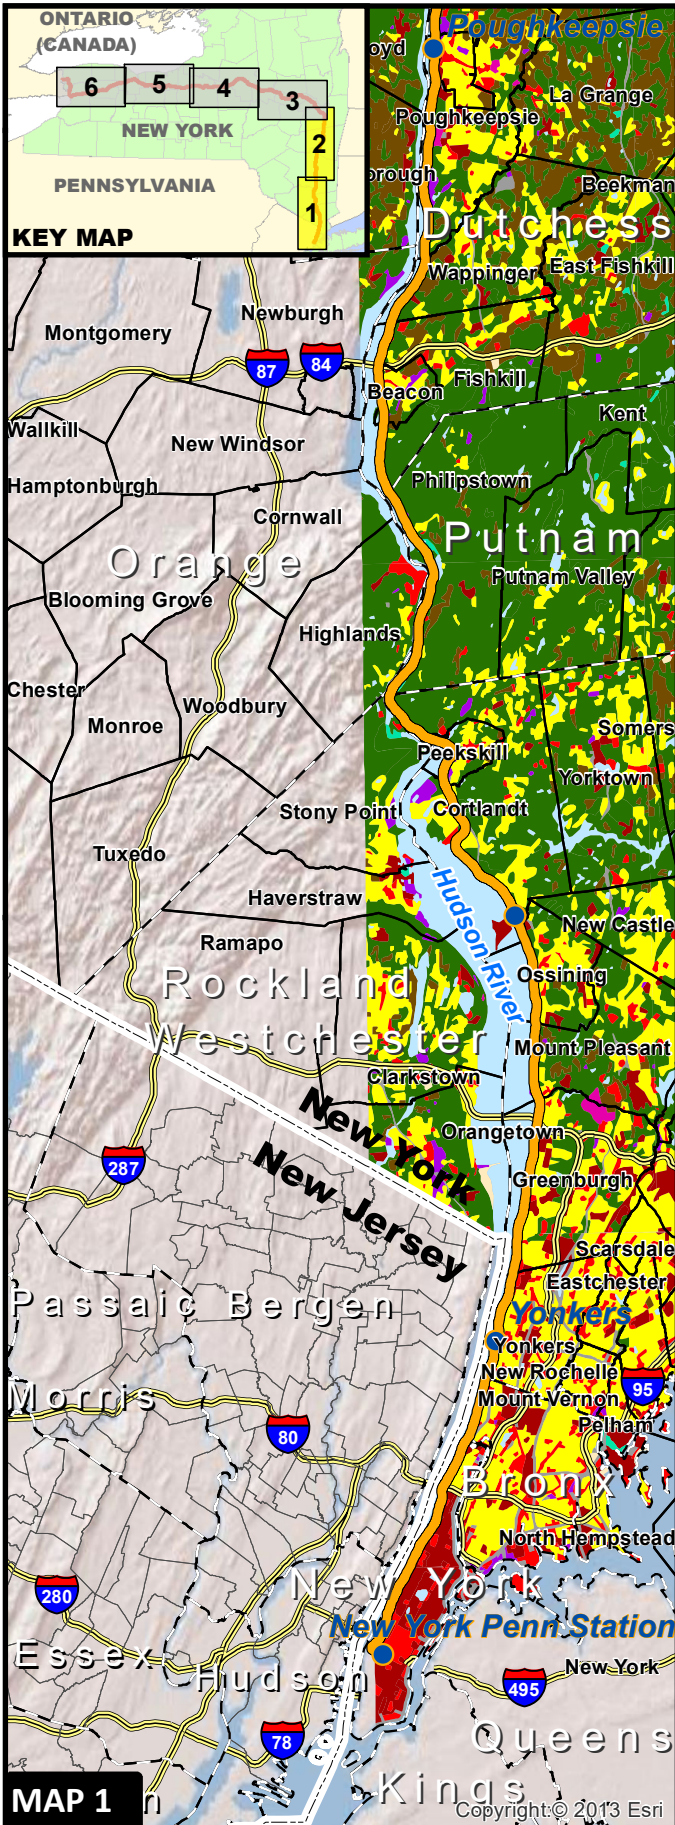 ONTARIO
(CANADA)
6
5
4
3
2
1
NEW YORK
PENNSYLVANIA
KEY MAP
Poughkeepsie
oyd
La Grange
Poughkeepsie
orough
Beekman
Dutchess
Wappinger
East Fishkill
Newburgh
Montgomery
87
84
Fishkill
Beacon
Kent
Wallkill
New Windsor
Hamptonburgh
Philipstown
Cornwall
Putnam
Orange
Putnam Valley
Blooming Grove
Highlands
Chester
Woodbury
Monroe
Somers
Peekskill
Yorktown
Stony Point
Cortlandt
Tuxedo
Haverstraw
Hudson River
New Castle
Ramapo
Ossining
Rockland
Westchester
Mount Pleasant
Clarkstown
New York
Orangetown
New Jersey
287
Greenburgh
Scarsdale
Eastchester
Passaic
Bergen
Yonkers
Yonkers
New Rochelle
95
Morris
Mount Vernon
Pelham
80
Bronx
North Hempstead
280
New York
New York Penn Station
Essex
New York
Hudson
495
78
Queens
Kings
MAP 1
n
Copyright:© 2013 Esri